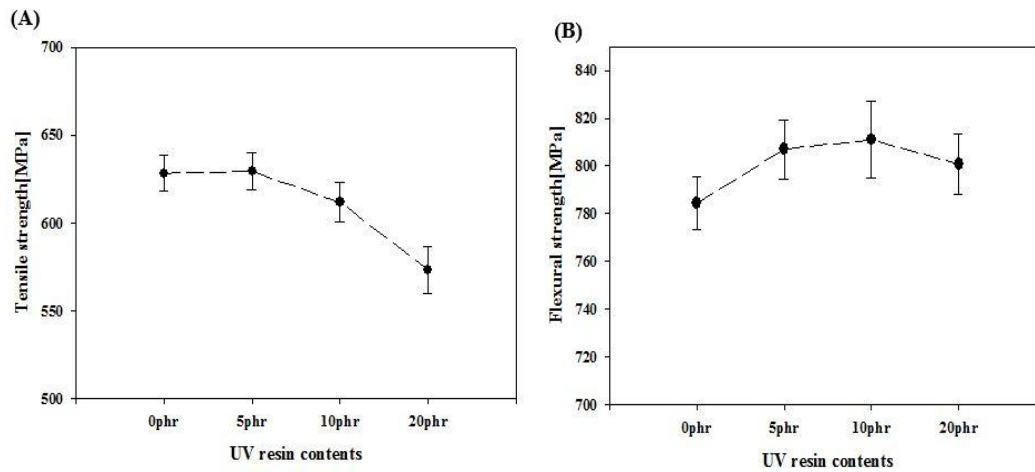 (A)
700
650
600
550
500
Tensile strength[MPa]
0phr 5phr 10phr 20phr
UV resin contents
(B)
840
820
800
780
760
740
720
700
Flexural strength[MPa]
0phr 5phr 10phr 20phr
UV resin contents